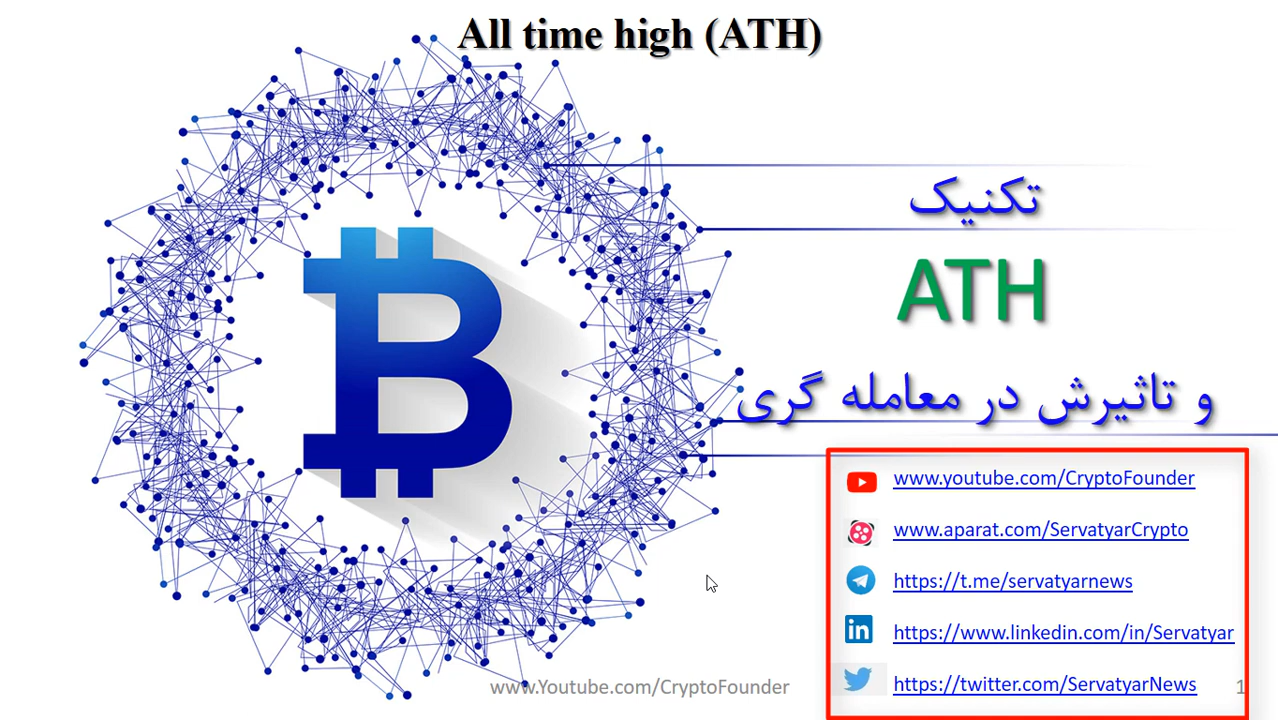 All time high (ATH)
تکنیک
ATH
و تاثیرش در معامله گری
www.youtube.com/CryptoFounder
www.aparat.com/ServatyarCrypto
https://t.me/servatyarnews
https://www.linkedin.com/in/Servatyar
https://twitter.com/ServatyarNews
www.Youtube.com/CryptoFounder
1